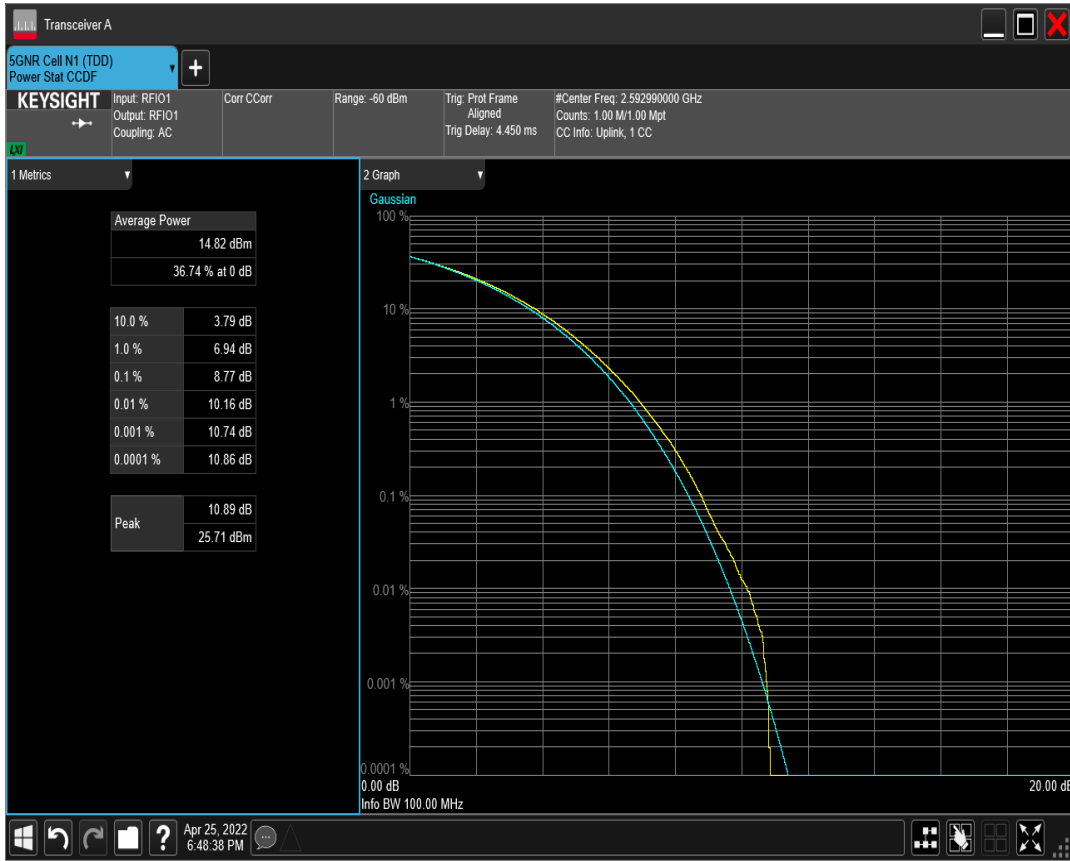 Transceiver A
5GNR Cell N1 (TDD)
Power Stat CCDF
+
KEYSIGHT
LXI
Input: RFIO1
Output: RFIO1
Coupling: AC
Corr CCorr
Range: -60 dBm
Trig: Prot Frame
Aligned
Trig Delay: 4.450 ms
#Center Freq: 2.592990000 GHz
Counts: 1.00 M/1.00 Mpt
CC Info: Uplink, 1 CC
1 Metrics
Average Power
14.82 dBm
36.74 % at 0 dB
10.0 % 3.79 dB
1.0 % 6.94 dB
0.1 % 8.77 dB
0.01 % 10.16 dB
0.001 % 10.74 dB
0.0001 % 10.86 dB
Peak
10.89 dB
25.71 dBm
2 Graph
Gaussian
100 %
10 %
1 %
0.1 %
0.01 %
0.001 %
0.0001 %
0.00 dB
20.00 dB
Info BW 100.00 MHz
?
Apr 25, 2022
6:48:38 PM